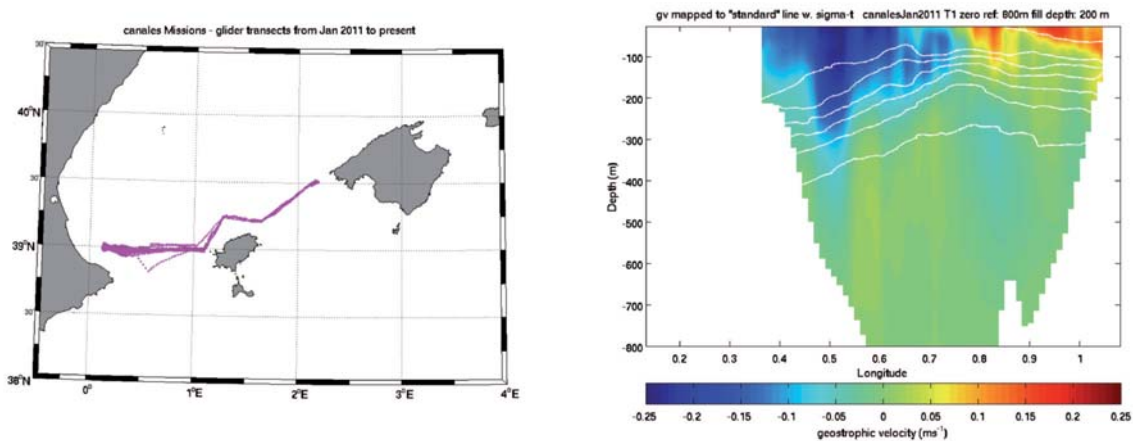 canales Missions - glider transects from Jan 2011 to present
30'
40°N
30'
39°N
30'
38°N
0°
1°E
2°E
3°E
4°E
gv mapped to "standard" line w. sigma-t canalesJan2011 T1 zero ref: 800m fill depth: 200 m
Depth (m)
-100
-200
-300
-400
-500
-600
-700
-800
0.2
0.3
0.4
0.5
0.6
0.7
0.8
0.9
1
Longitude
-0.25
-0.2
-0.15
-0.1
-0.05
0
0.05
0.1
0.15
0.2
0.25
geostrophic velocity (ms⁻¹)